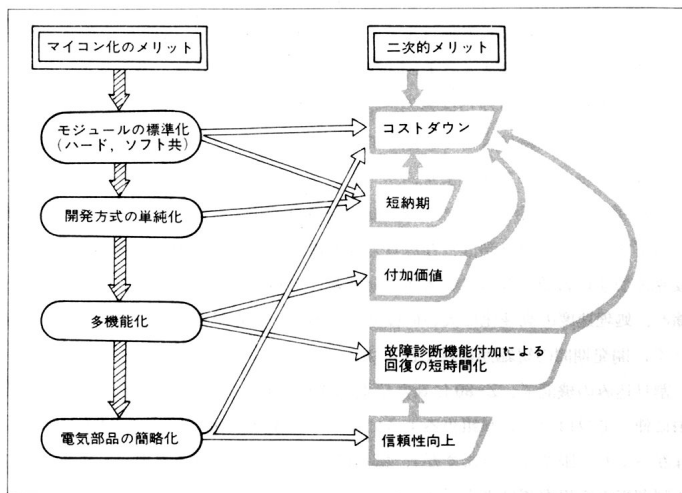 マイコン化のメリット
二次的メリット
モジュールの標準化
(ハード,ソフト共)
コストダウン
開発方式の単純化
短納期
多機能化
付加価値
故障診断機能付加による
回復の短時間化
電気部品の簡略化
信頼性向上